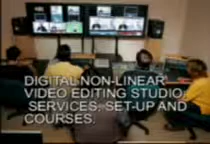 DIGITAL NON-LINEAR
VIDEO EDITING STUDIO,
SERVICES, SET-UP AND
COURSES.